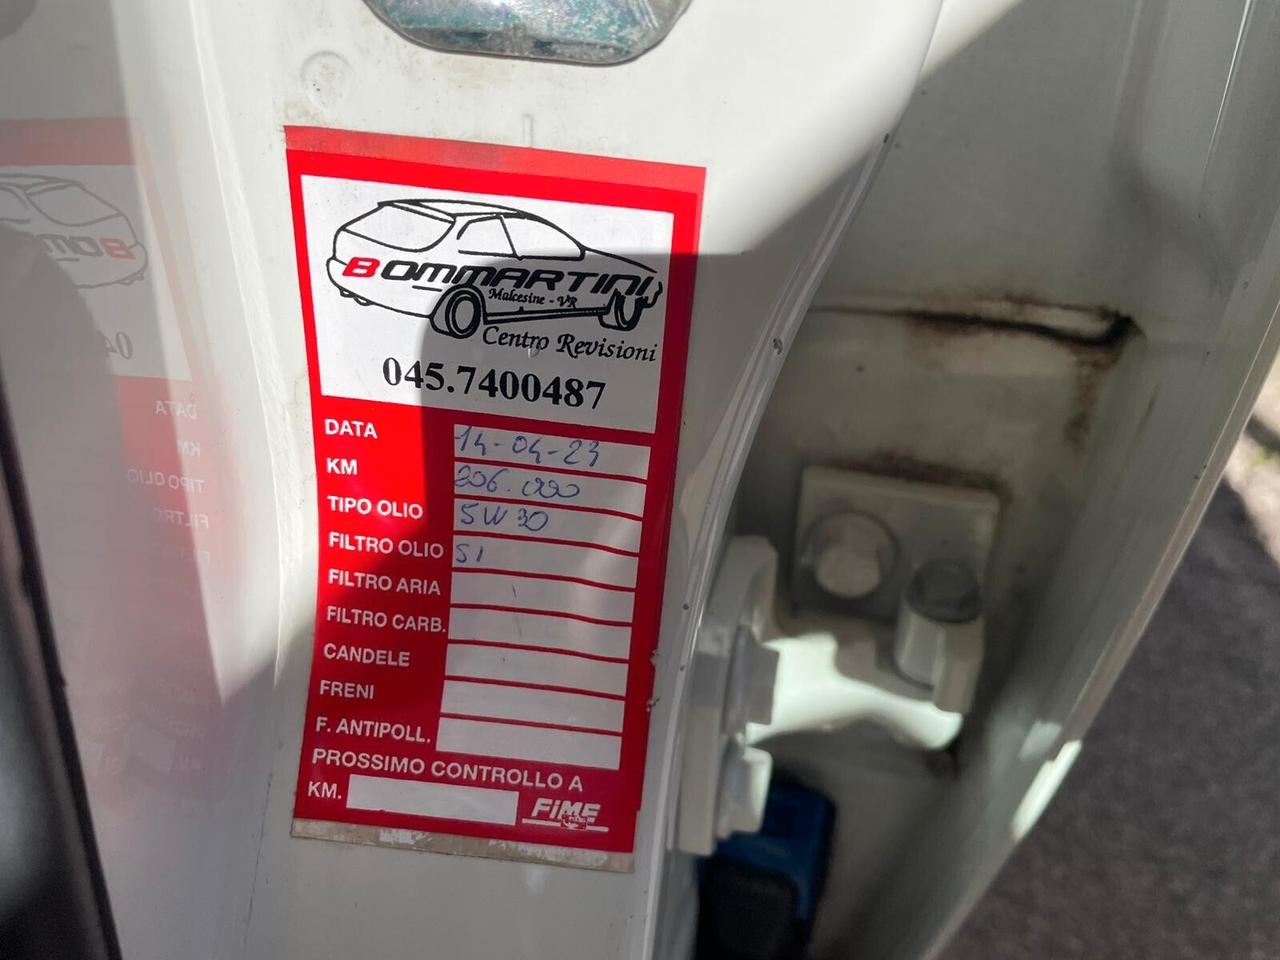 BOMMARTINI
Malcesine - VR
Centro Revisioni
045.7400487
DATA 14-04-23
KM 206.000
TIPO OLIO 5W30
FILTRO OLIO SI
FILTRO ARIA
FILTRO CARB.
CANDELE
FRENI
F. ANTIPOLL.
PROSSIMO CONTROLLO A
KM.
FIME